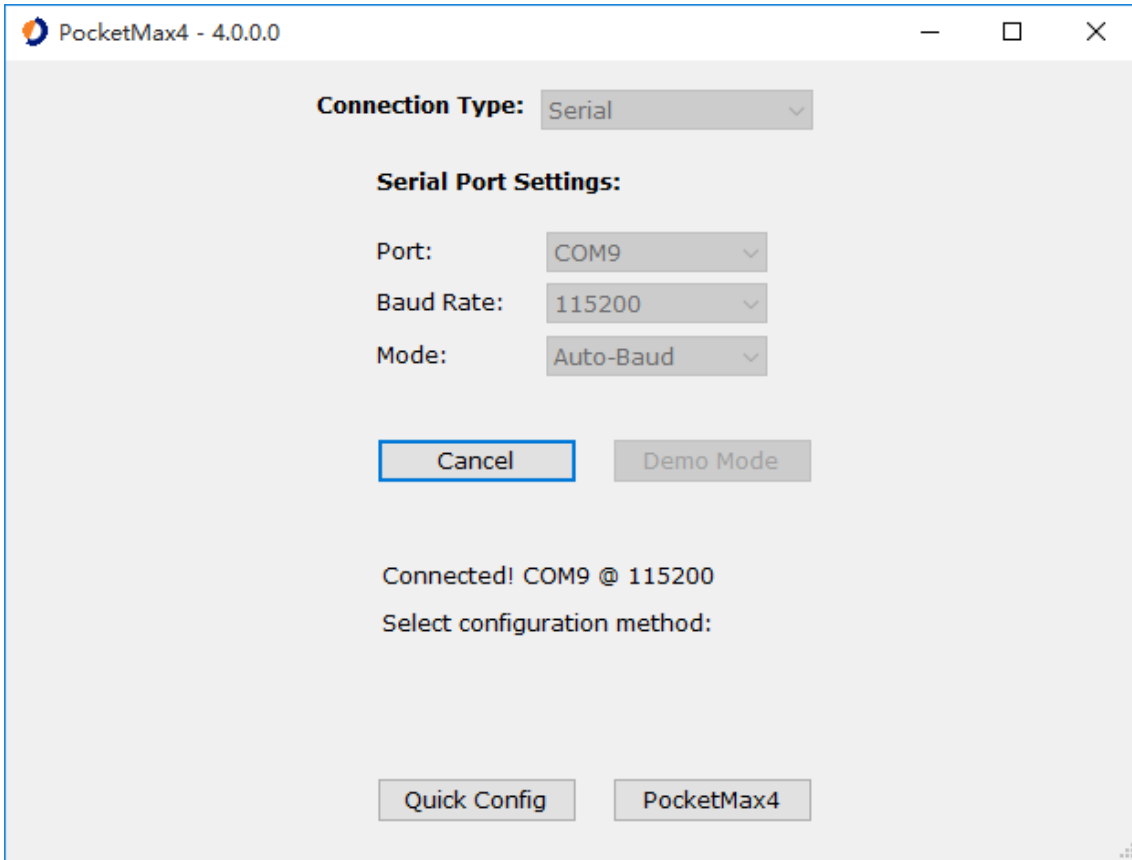 PocketMax4 - 4.0.0.0
Connection Type: Serial
Serial Port Settings:
Port: COM9
Baud Rate: 115200
Mode: Auto-Baud
Cancel Demo Mode
Connected! COM9 @ 115200
Select configuration method:
Quick Config PocketMax4